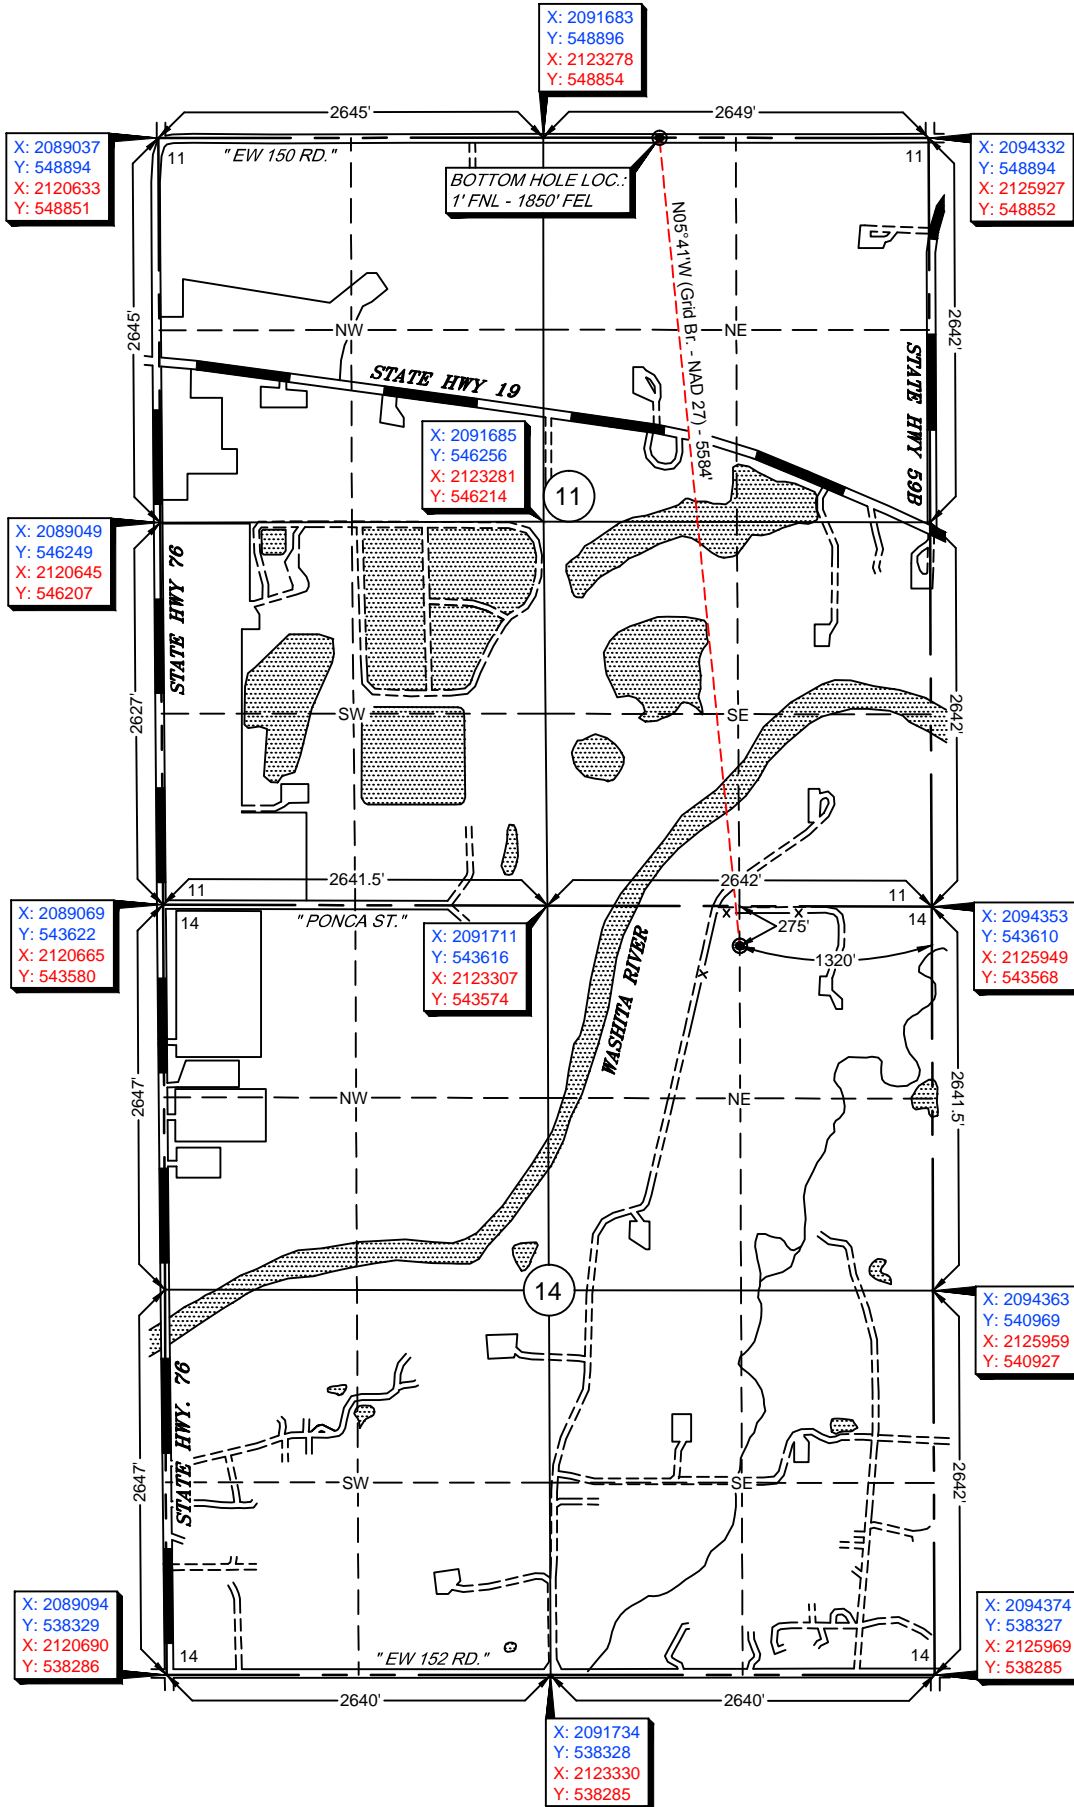 X: 2091683
Y: 548896
X: 2123278
Y: 548854
2645'
2649'
X: 2089037
Y: 548894
X: 2120633
Y: 548851
11
" EW 150 RD."
BOTTOM HOLE LOC.:
1' FNL - 1850' FEL
11
X: 2094332
Y: 548894
X: 2125927
Y: 548852
N05°41'W (Grid Br. - NAD 27) - 5584'
2645'
NW
NE
2642'
STATE HWY 19
STATE HWY 59B
X: 2091685
Y: 546256
X: 2123281
Y: 546214
11
X: 2089049
Y: 546249
X: 2120645
Y: 546207
STATE HWY 76
2627'
SW
SE
2642'
11
2641.5'
2642'
11
X: 2089069
Y: 543622
X: 2120665
Y: 543580
14
" PONCA ST."
X: 2091711
Y: 543616
X: 2123307
Y: 543574
X
X
275'
14
X: 2094353
Y: 543610
X: 2125949
Y: 543568
1320'
X
WASHITA RIVER
2647'
NW
NE
2641.5'
14
X: 2094363
Y: 540969
X: 2125959
Y: 540927
STATE HWY. 76
2647'
SW
SE
2642'
X: 2089094
Y: 538329
X: 2120690
Y: 538286
14
" EW 152 RD."
14
X: 2094374
Y: 538327
X: 2125969
Y: 538285
2640'
2640'
X: 2091734
Y: 538328
X: 2123330
Y: 538285